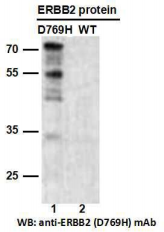 ERBB2 protein
D769H WT
70
55
35
25
1 2
WB: anti-ERBB2 (D769H) mAb